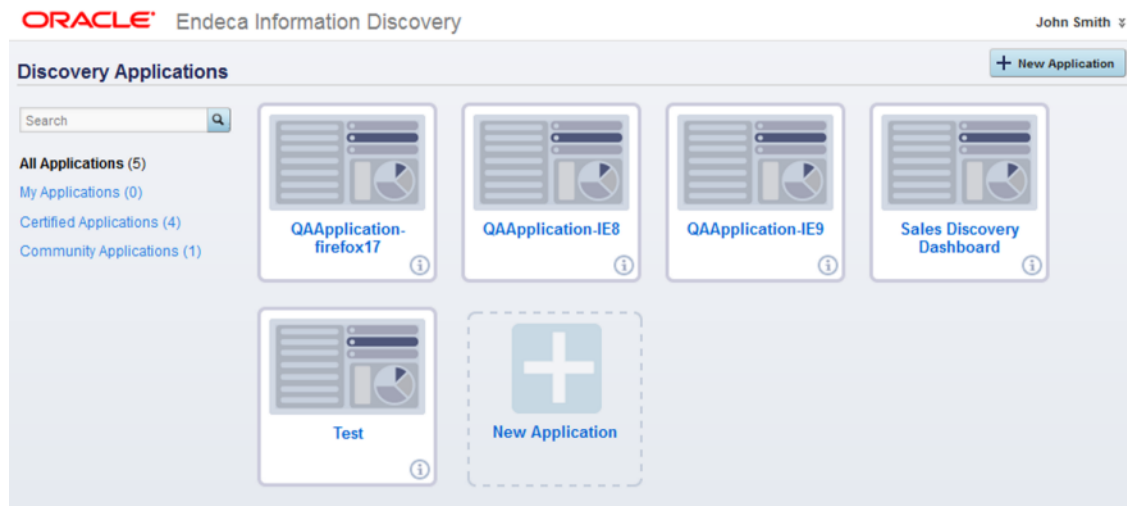 ORACLE Endeca Information Discovery
John Smith
Discovery Applications
New Application
Search
All Applications (5)
My Applications (0)
Certified Applications (4)
Community Applications (1)
QAApplication-
firefox17
QAApplication-IE8
QAApplication-IE9
Sales Discovery
Dashboard
Test
New Application